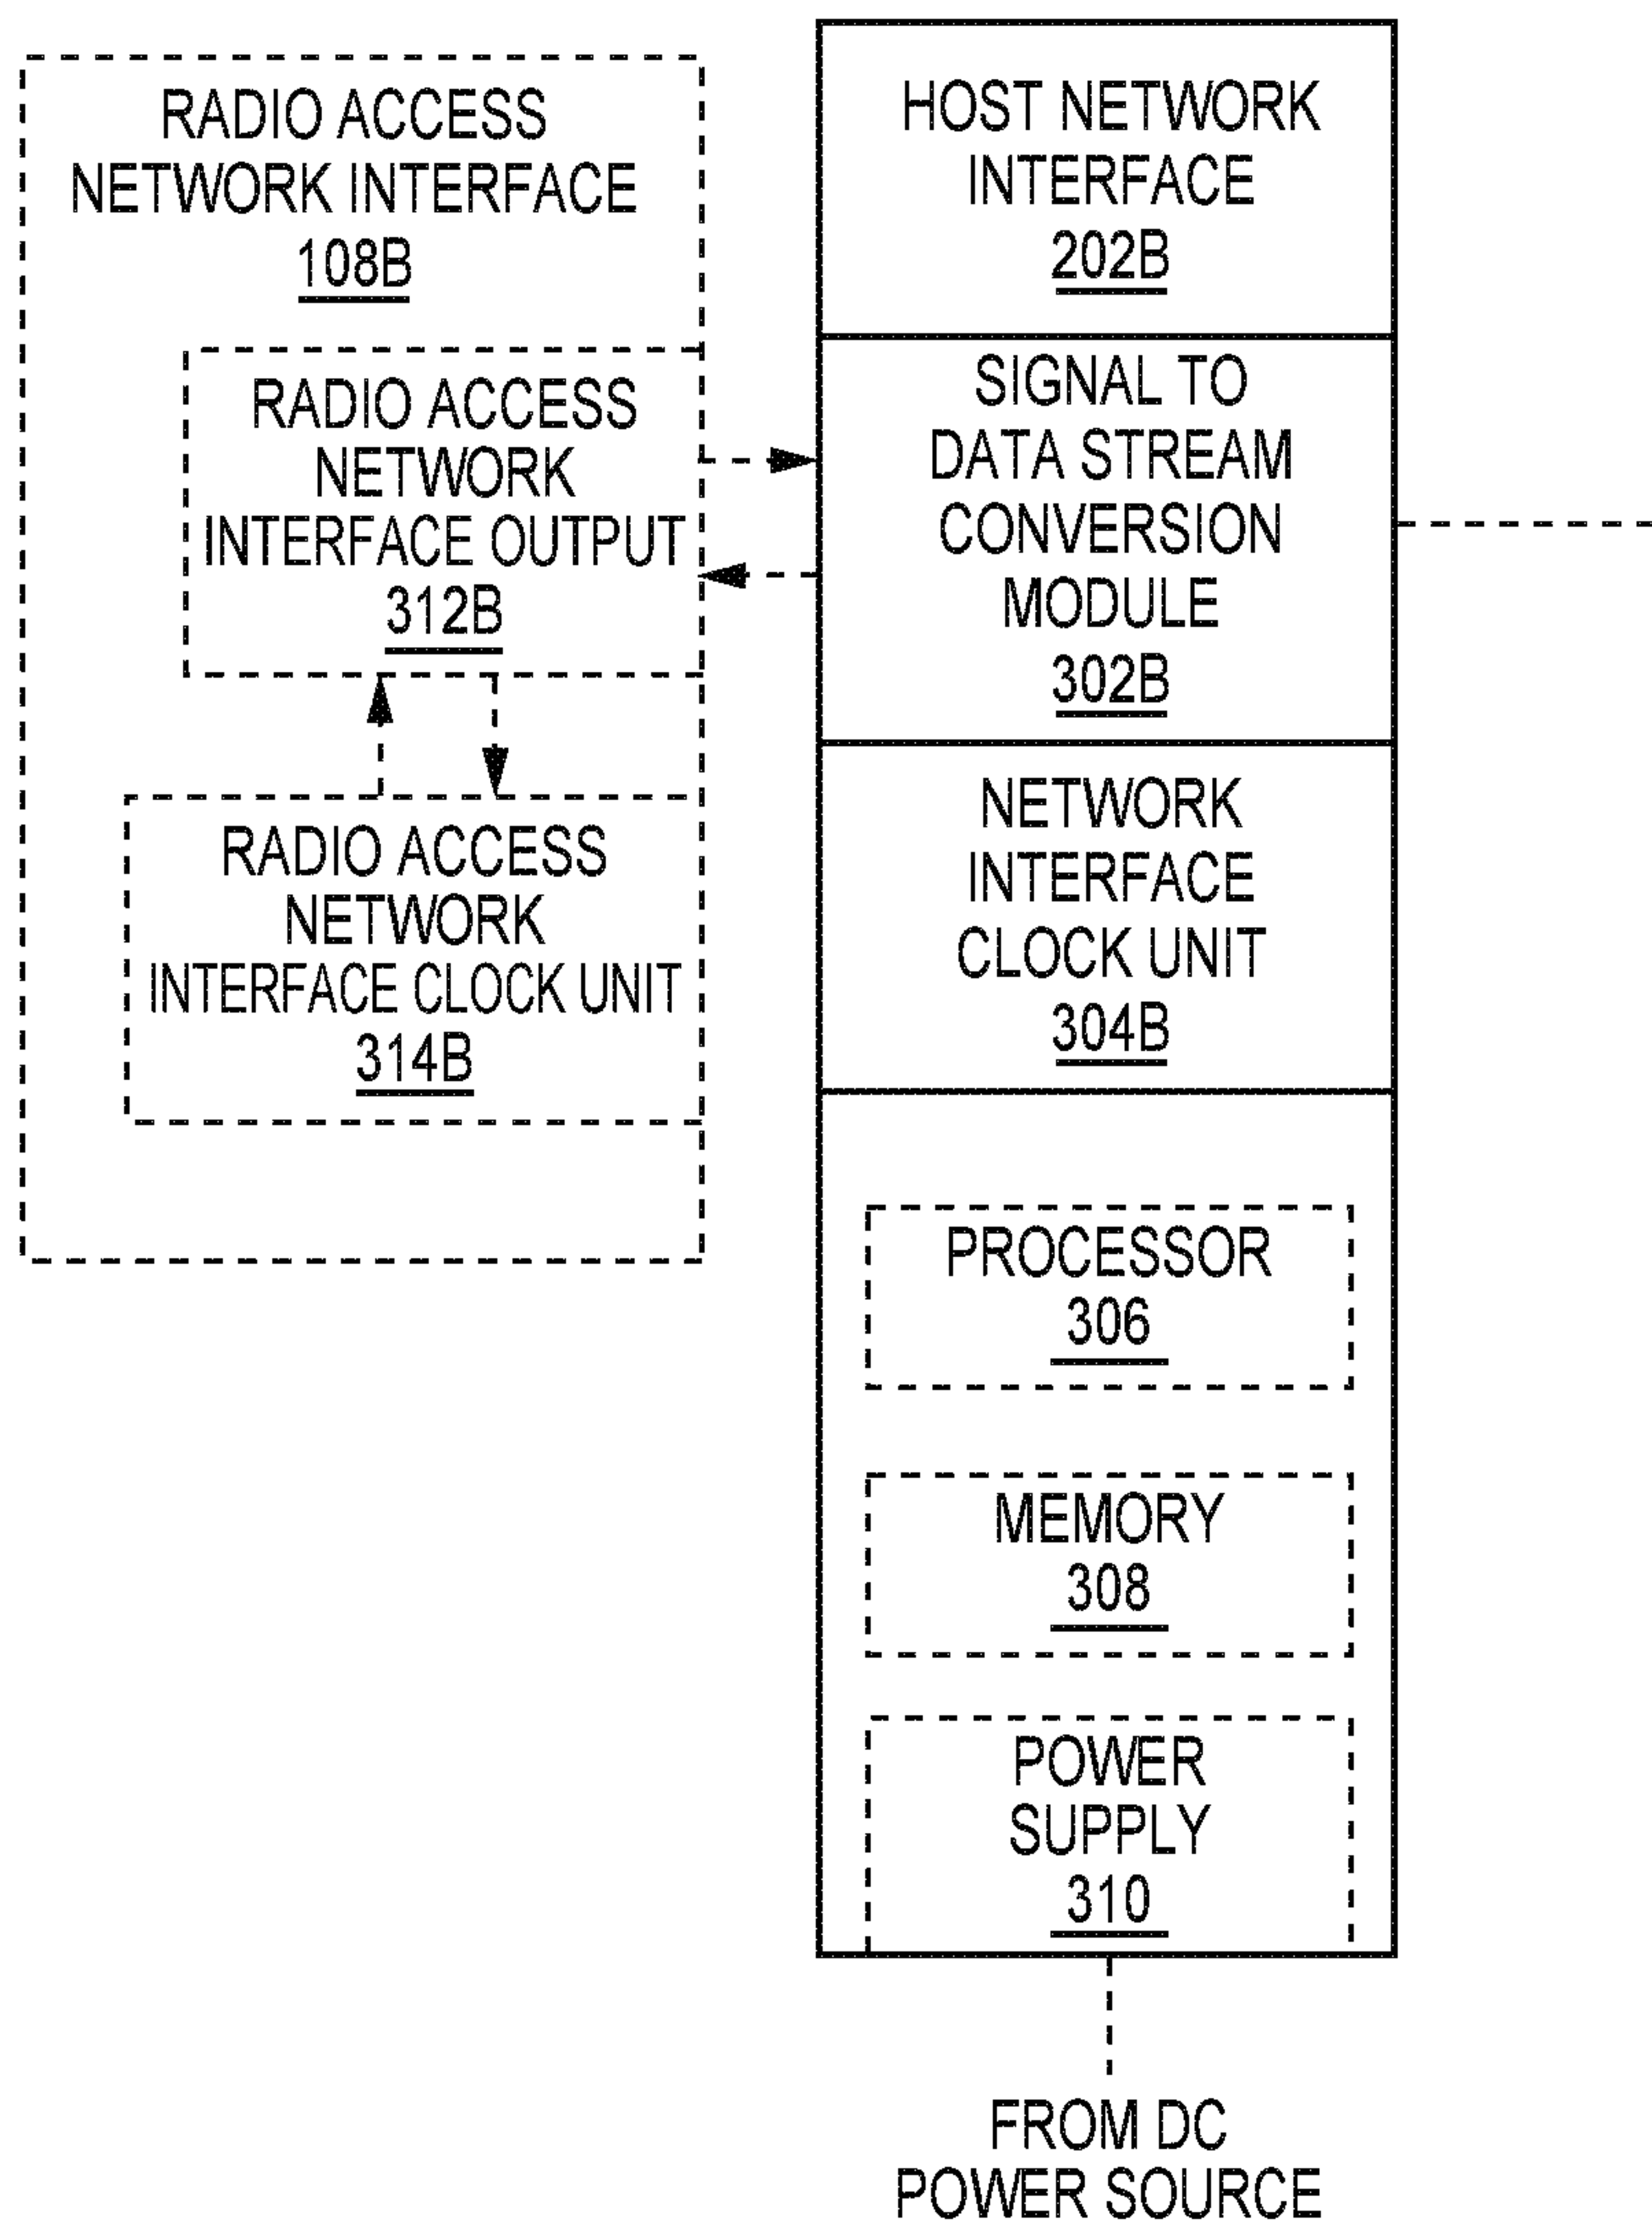 RADIO ACCESS
NETWORK INTERFACE
108B
RADIO ACCESS
NETWORK
INTERFACE OUTPUT
312B
RADIO ACCESS
NETWORK
INTERFACE CLOCK UNIT
314B
HOST NETWORK
INTERFACE
202B
SIGNAL TO
DATA STREAM
CONVERSION
MODULE
302B
NETWORK
INTERFACE
CLOCK UNIT
304B
PROCESSOR
306
MEMORY
308
POWER
SUPPLY
310
FROM DC
POWER SOURCE